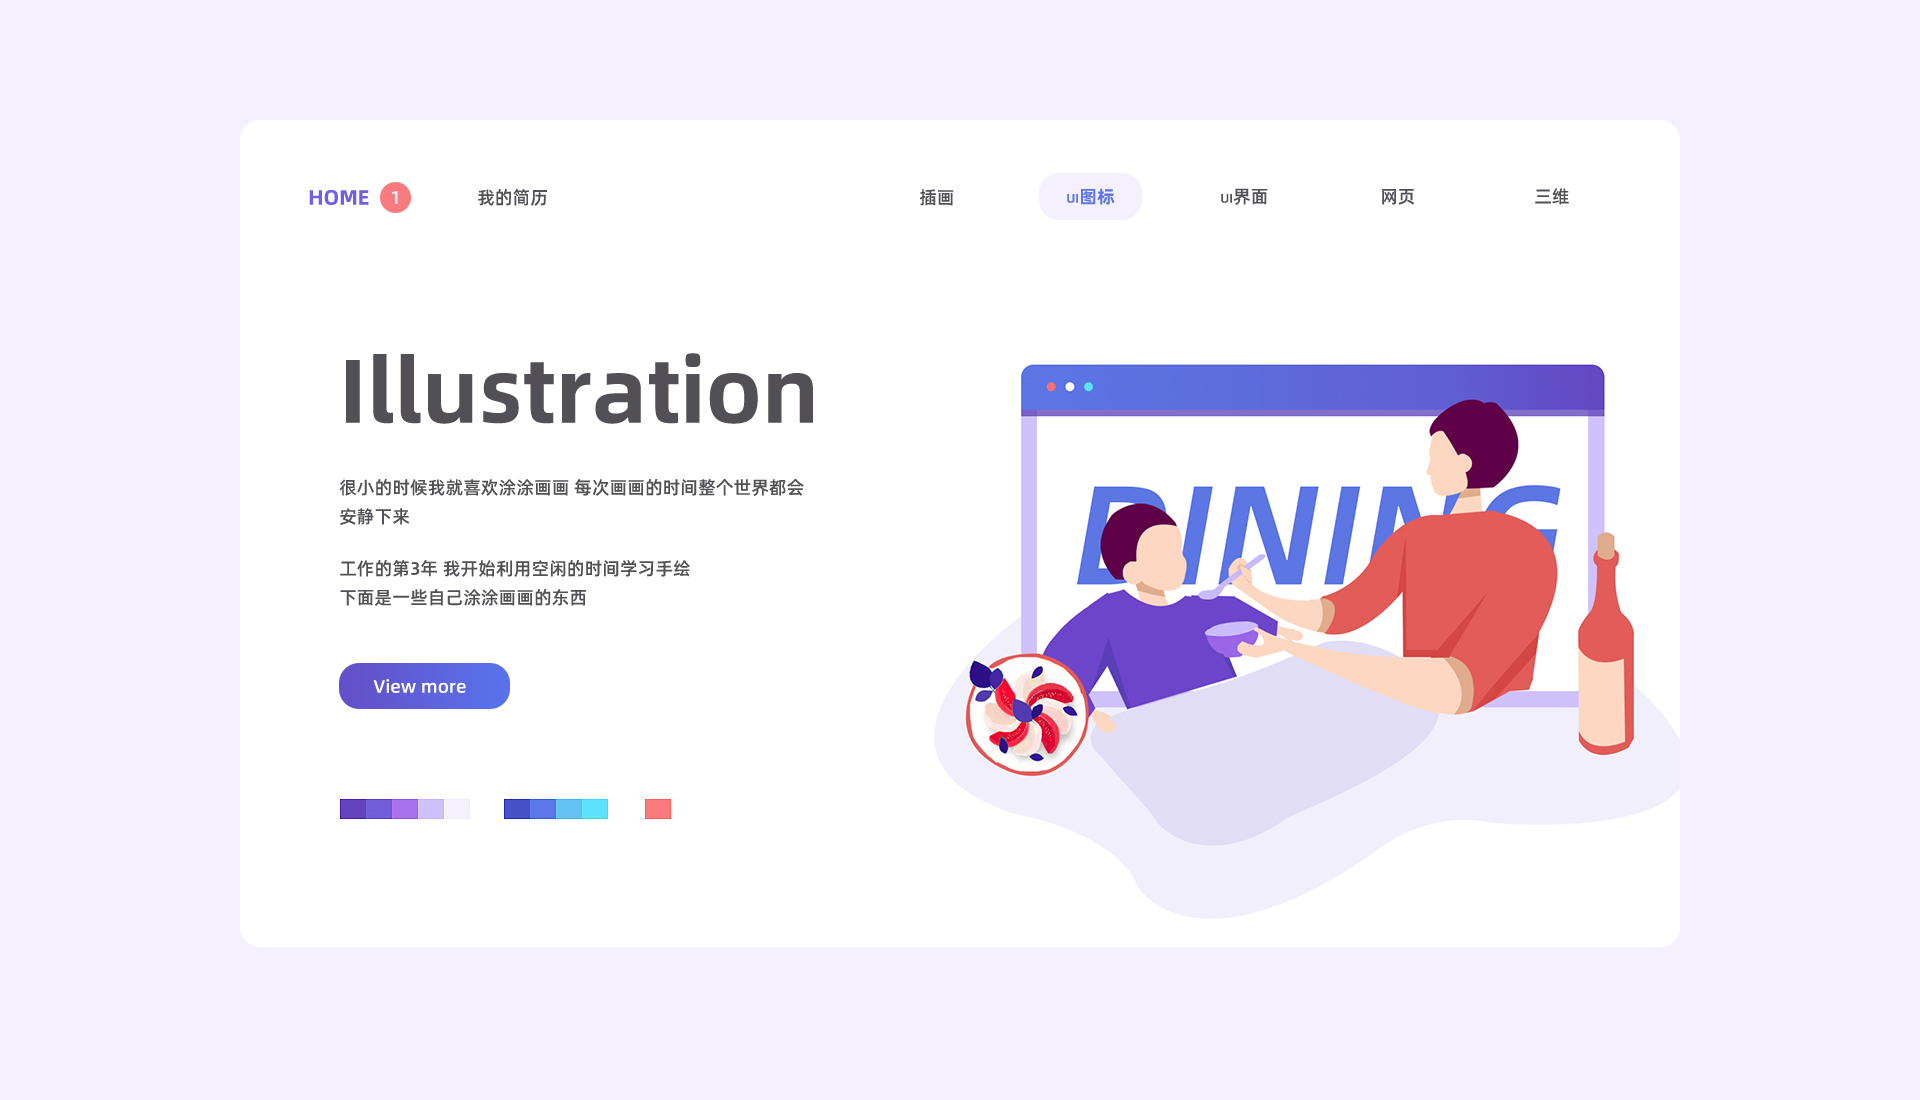 HOME 1 我的简历 插画 UI图标 UI界面 网页 三维
Illustration
很小的时候我就喜欢涂涂画画 每次画画的时间整个世界都会
安静下来
工作的第3年 我开始利用空闲的时间学习手绘
下面是一些自己涂涂画画的东西
View more
DINING